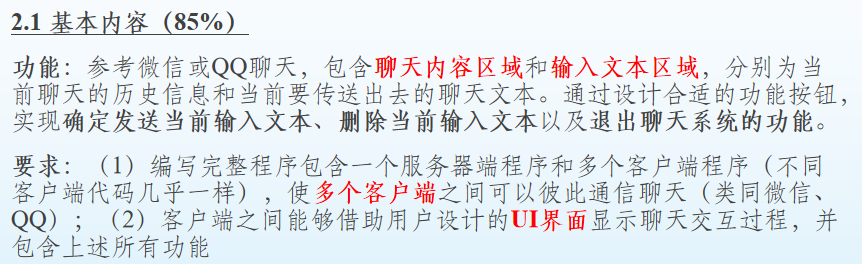 2.1 基本内容（85%）
功能：参考微信或QQ聊天，包含聊天内容区域和输入文本区域，分别为当
前聊天的历史信息和当前要传送出去的聊天文本。通过设计合适的功能按钮，
实现确定发送当前输入文本、删除当前输入文本以及退出聊天系统的功能。
要求：（1）编写完整程序包含一个服务器端程序和多个客户端程序（不同
客户端代码几乎一样），使多个客户端之间可以彼此通信聊天（类同微信、
QQ）；（2）客户端之间能够借助用户设计的UI界面显示聊天交互过程，并
包含上述所有功能